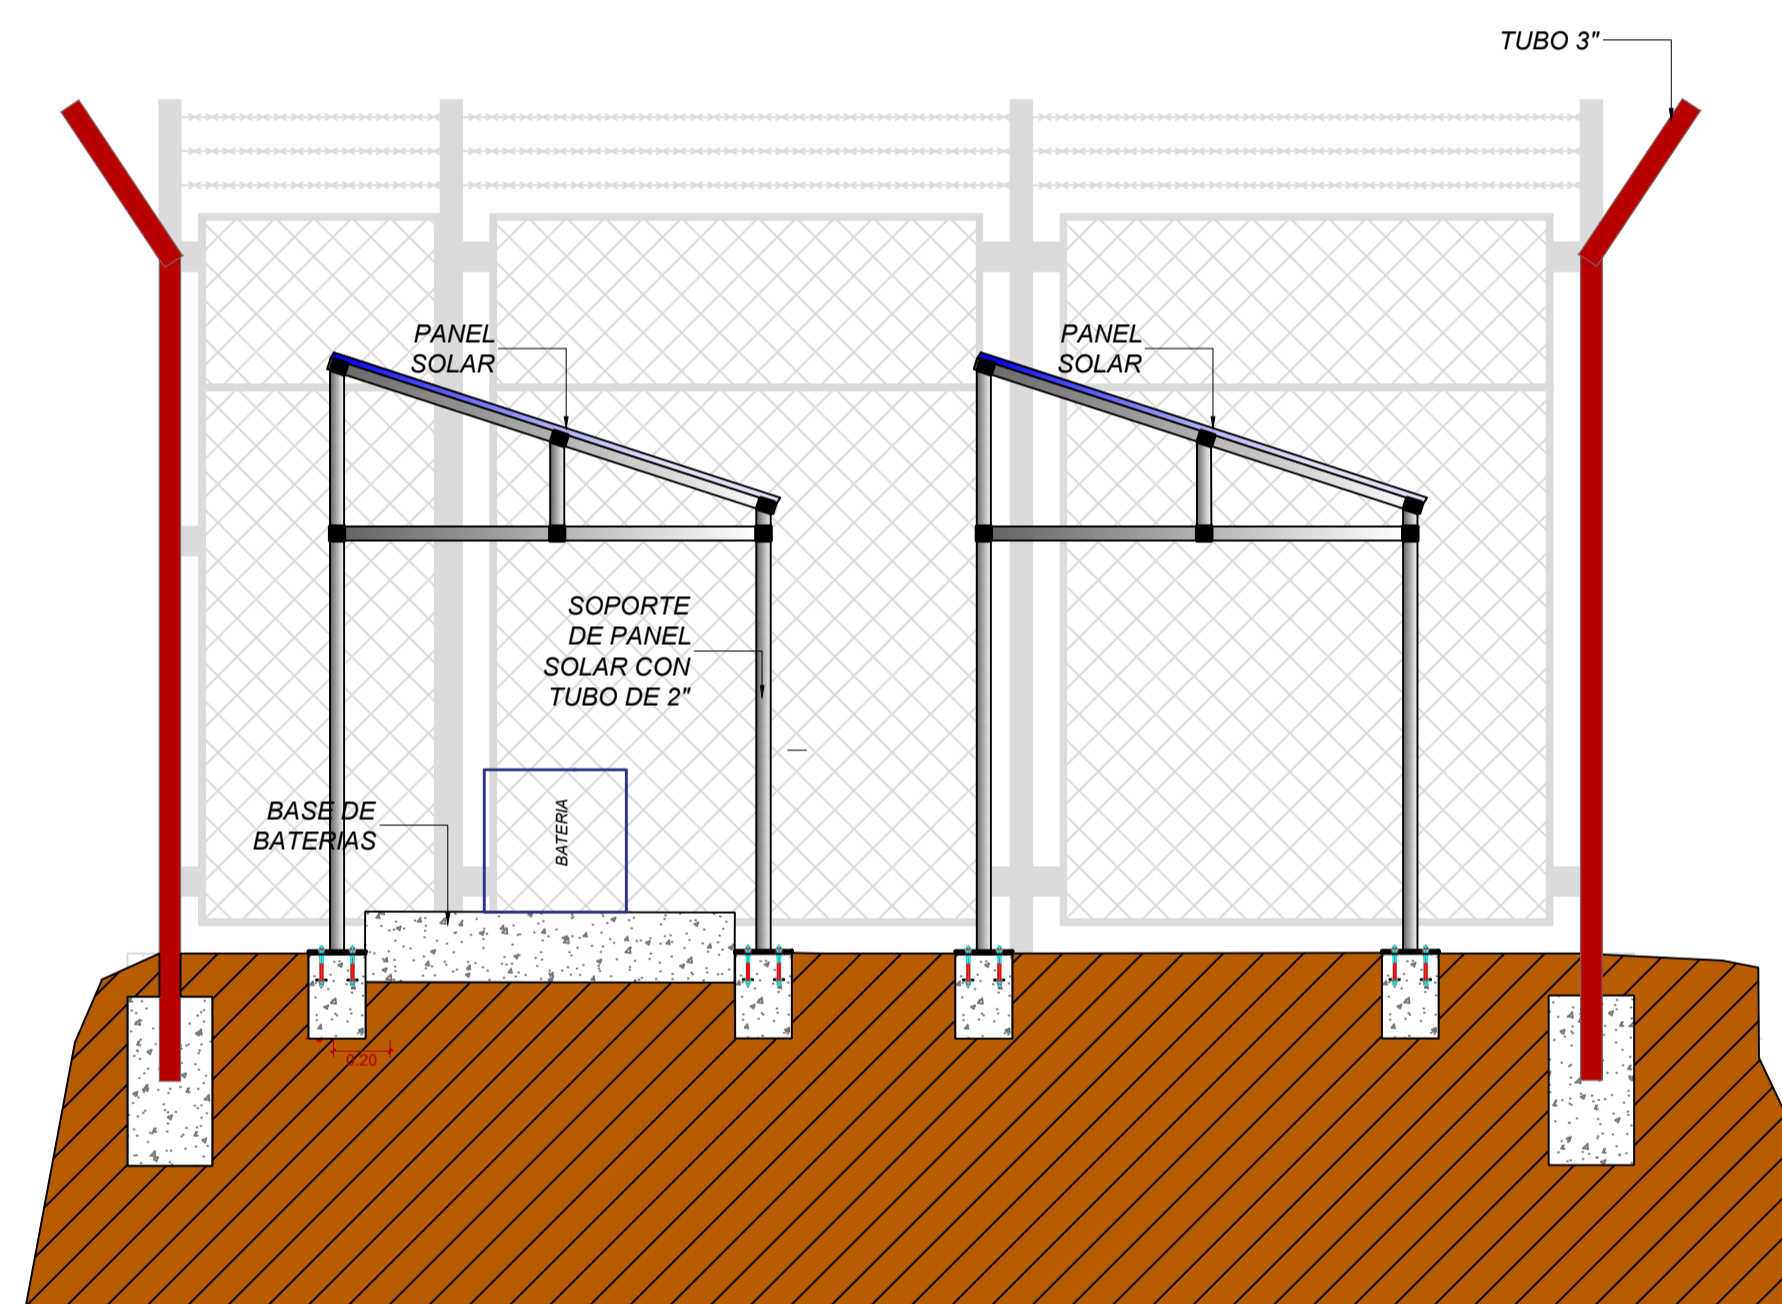 TUBO 3"
PANEL
SOLAR
PANEL
SOLAR
SOPORTE
DE PANEL
SOLAR CON
TUBO DE 2"
BASE DE
BATERIAS
BATERIA
0.20